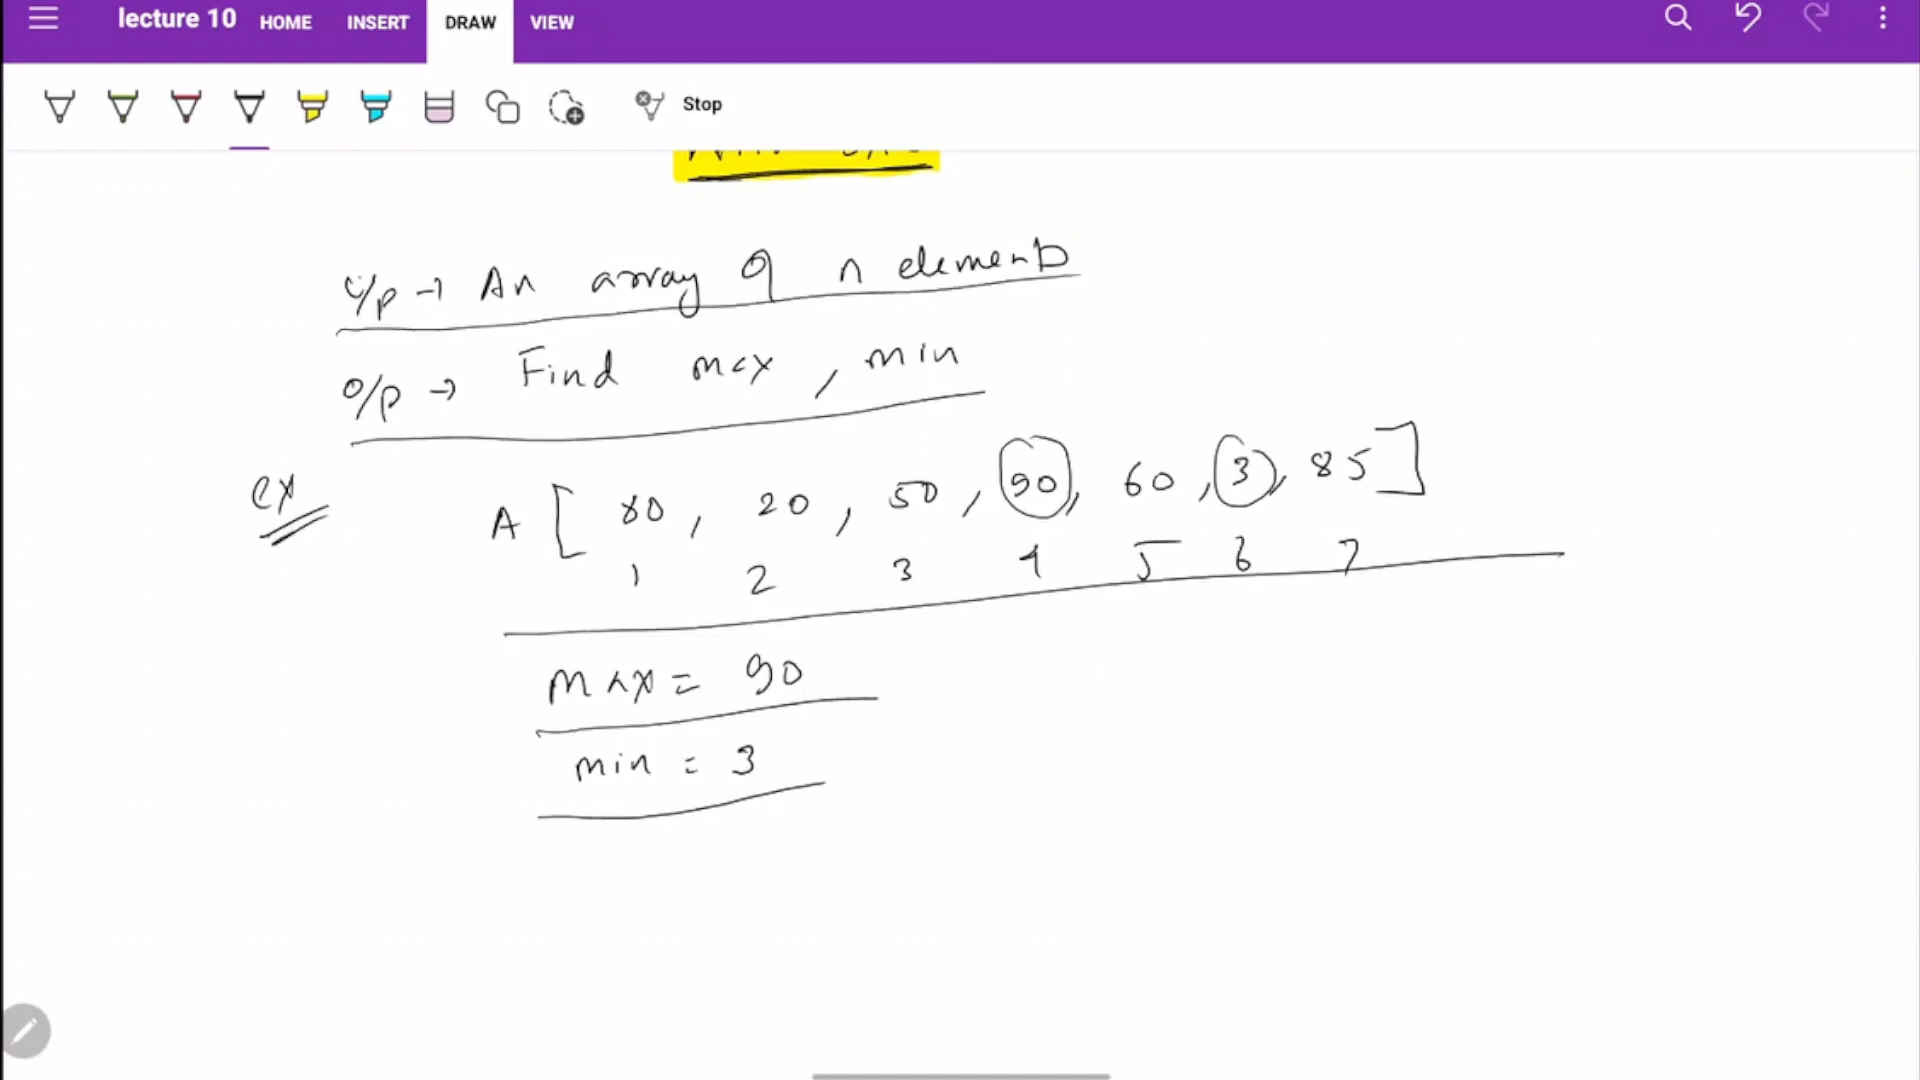 lecture 10 HOME INSERT DRAW VIEW
Stop
i/p → An array of n elements
o/p → Find max, min
ex
A [ 80, 20, 50, 90, 60, 3, 85 ]
1 2 3 4 5 6 7
max = 90
min = 3